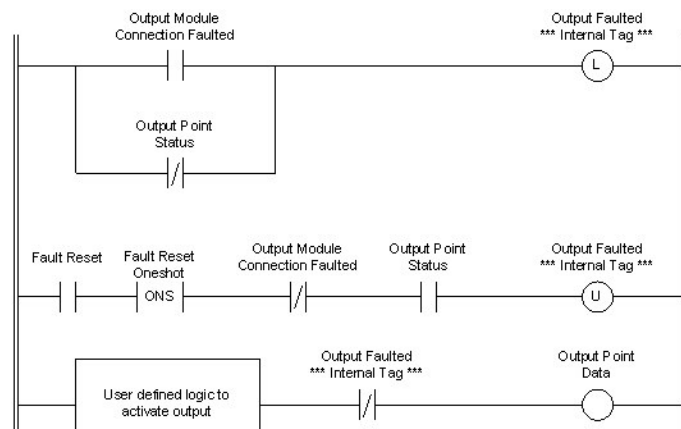 Output Module
Connection Faulted
Output Faulted
*** Internal Tag ***
L
Output Point
Status
Fault Reset
Fault Reset
Oneshot
Output Module
Connection Faulted
Output Point
Status
Output Faulted
*** Internal Tag ***
ONS
U
User defined logic to
activate output
Output Faulted
*** Internal Tag ***
Output Point
Data